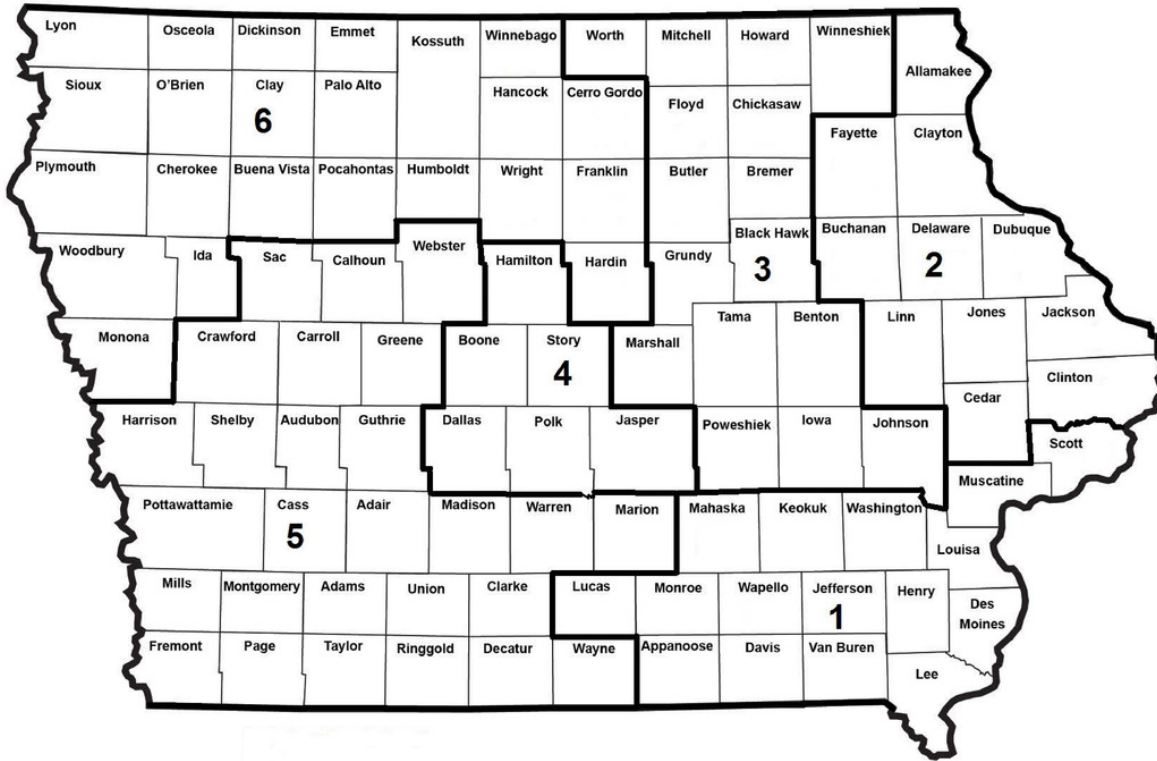 Lyon
Osceola
Dickinson
Emmet
Kossuth
Winnebago
Worth
Mitchell
Howard
Winneshiek
Allamakee
Sioux
O'Brien
Clay
Palo Alto
Hancock
Cerro Gordo
Floyd
Chickasaw
6
Fayette
Clayton
Plymouth
Cherokee
Buena Vista
Pocahontas
Humboldt
Wright
Franklin
Butler
Bremer
Woodbury
Ida
Sac
Calhoun
Webster
Hamilton
Hardin
Grundy
Black Hawk
3
Buchanan
Delaware
2
Dubuque
Monona
Crawford
Carroll
Greene
Boone
Story
4
Marshall
Tama
Benton
Linn
Jones
Jackson
Clinton
Cedar
Harrison
Shelby
Audubon
Guthrie
Dallas
Polk
Jasper
Poweshiek
Iowa
Johnson
Scott
Muscatine
Pottawattamie
Cass
5
Adair
Madison
Warren
Marion
Mahaska
Keokuk
Washington
Louisa
Mills
Montgomery
Adams
Union
Clarke
Lucas
Monroe
Wapello
Jefferson
1
Henry
Des
Moines
Fremont
Page
Taylor
Ringgold
Decatur
Wayne
Appanoose
Davis
Van Buren
Lee